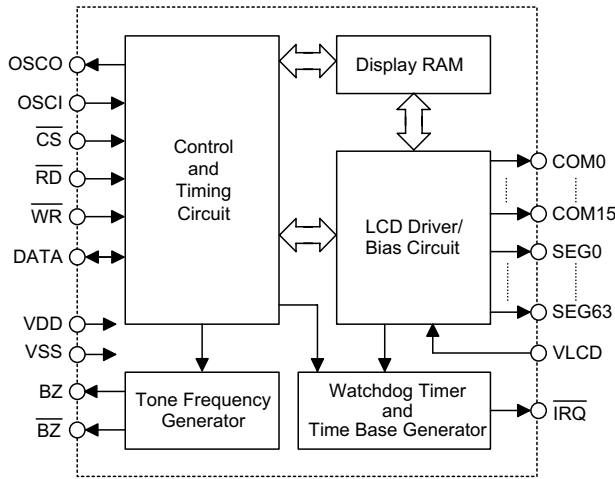 OSCO
OSCI
CS
RD
WR
DATA
VDD
VSS
BZ
BZ
Control
and
Timing
Circuit
Display RAM
LCD Driver/
Bias Circuit
Tone Frequency
Generator
Watchdog Timer
and
Time Base Generator
COM0
COM15
SEG0
SEG63
VLCD
IRQ